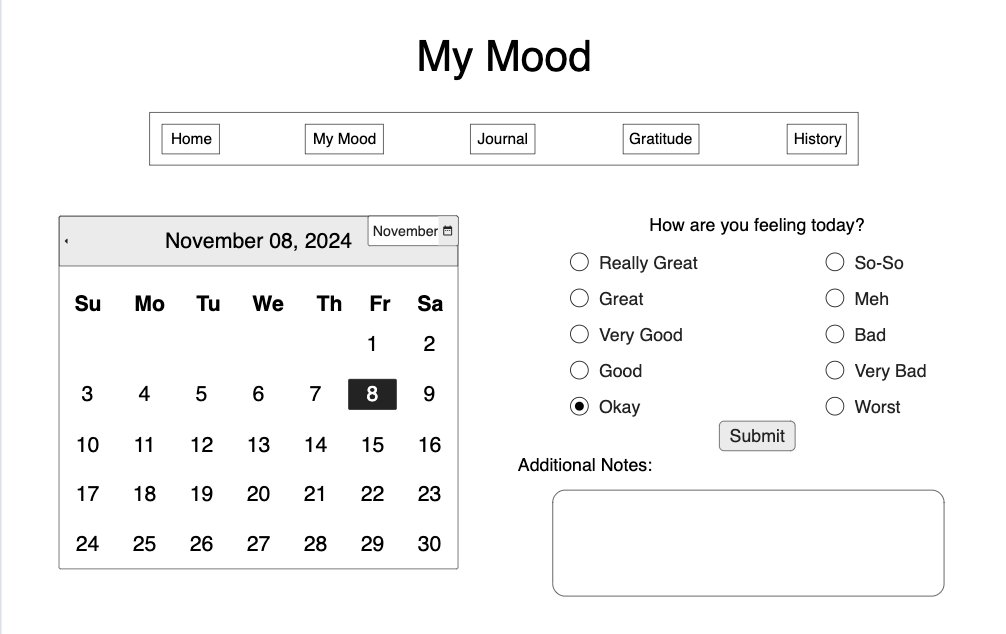 My Mood
Home My Mood Journal Gratitude History
November 08, 2024 November
Su Mo Tu We Th Fr Sa
1 2
3 4 5 6 7 8 9
10 11 12 13 14 15 16
17 18 19 20 21 22 23
24 25 26 27 28 29 30
How are you feeling today?
Really Great So-So
Great Meh
Very Good Bad
Good Very Bad
Okay Worst
Submit
Additional Notes: